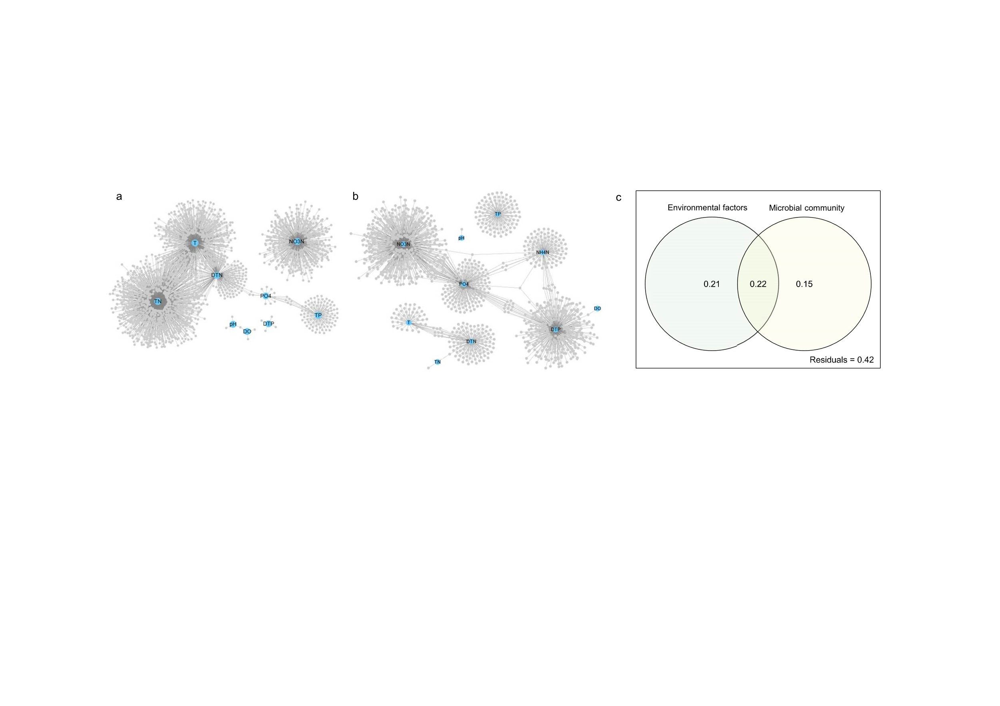 a
T
NO3N
DTN
TN
PO4
TP
pH
DTP
DO
b
TP
pH
NO3N
NH4N
PO4
DO
T
DTP
DTN
TN
c
Environmental factors
Microbial community
0.21
0.22
0.15
Residuals = 0.42